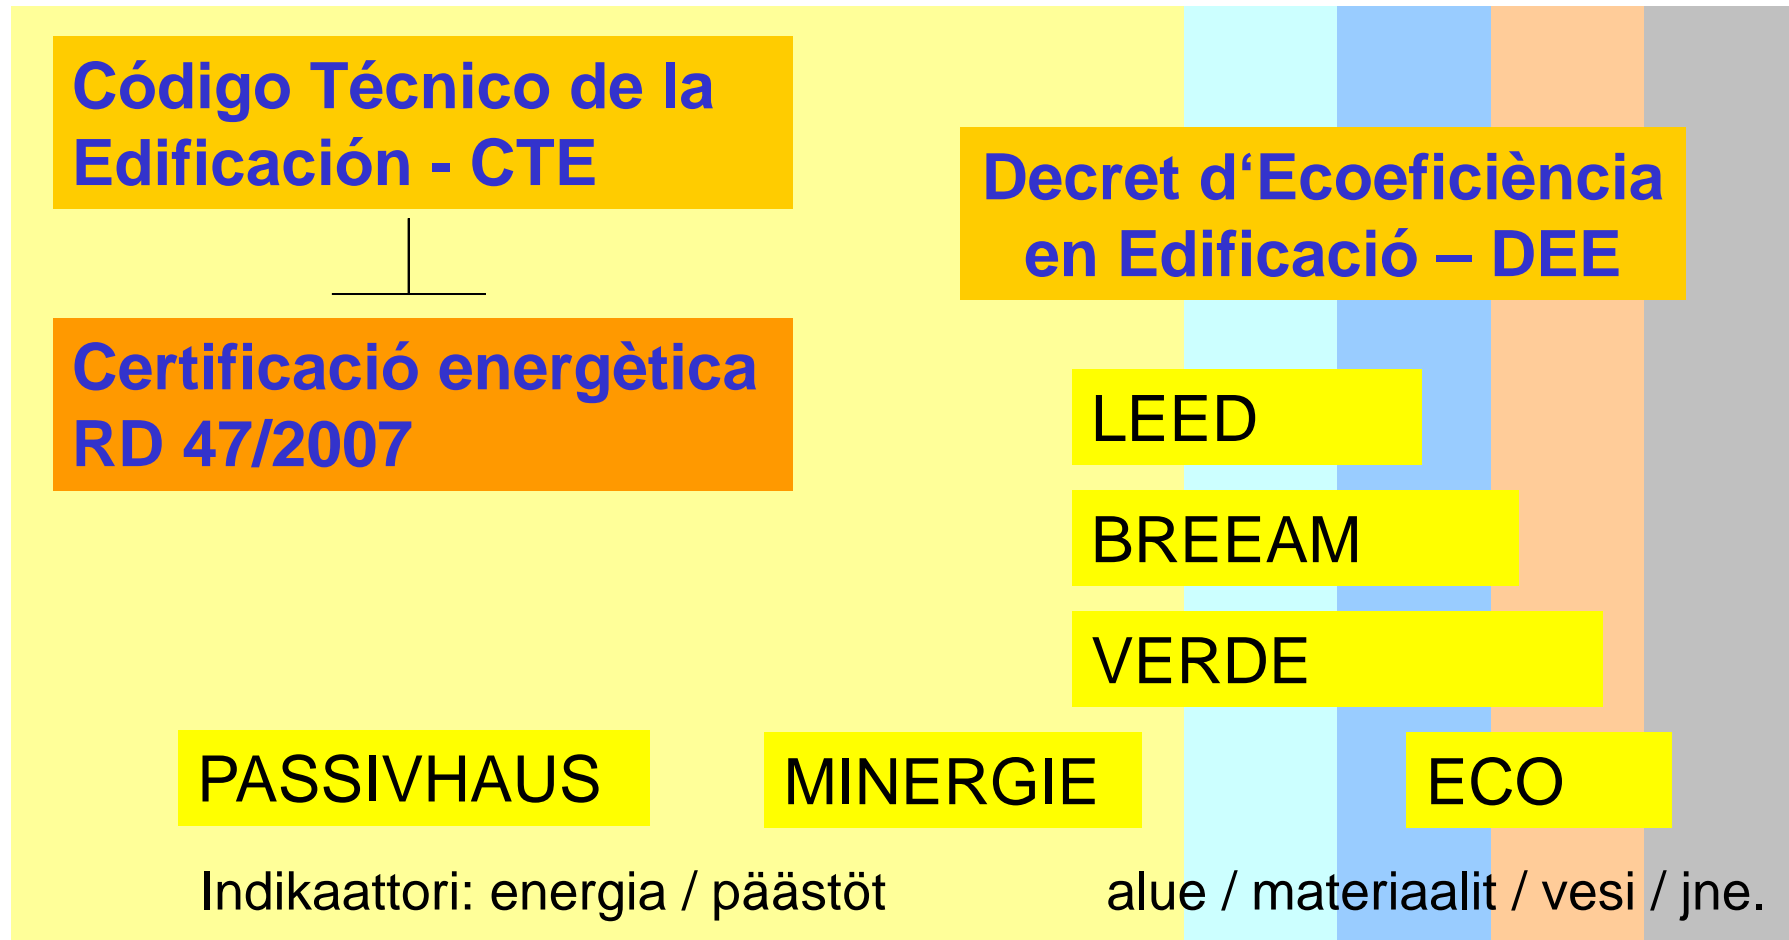 Código Técnico de la
Edificación - CTE
Decret d‘Ecoeficiència
en Edificació – DEE
Certificació energètica
RD 47/2007
LEED
BREEAM
VERDE
PASSIVHAUS
MINERGIE
ECO
Indikaattori: energia / päästöt
alue / materiaalit / vesi / jne.